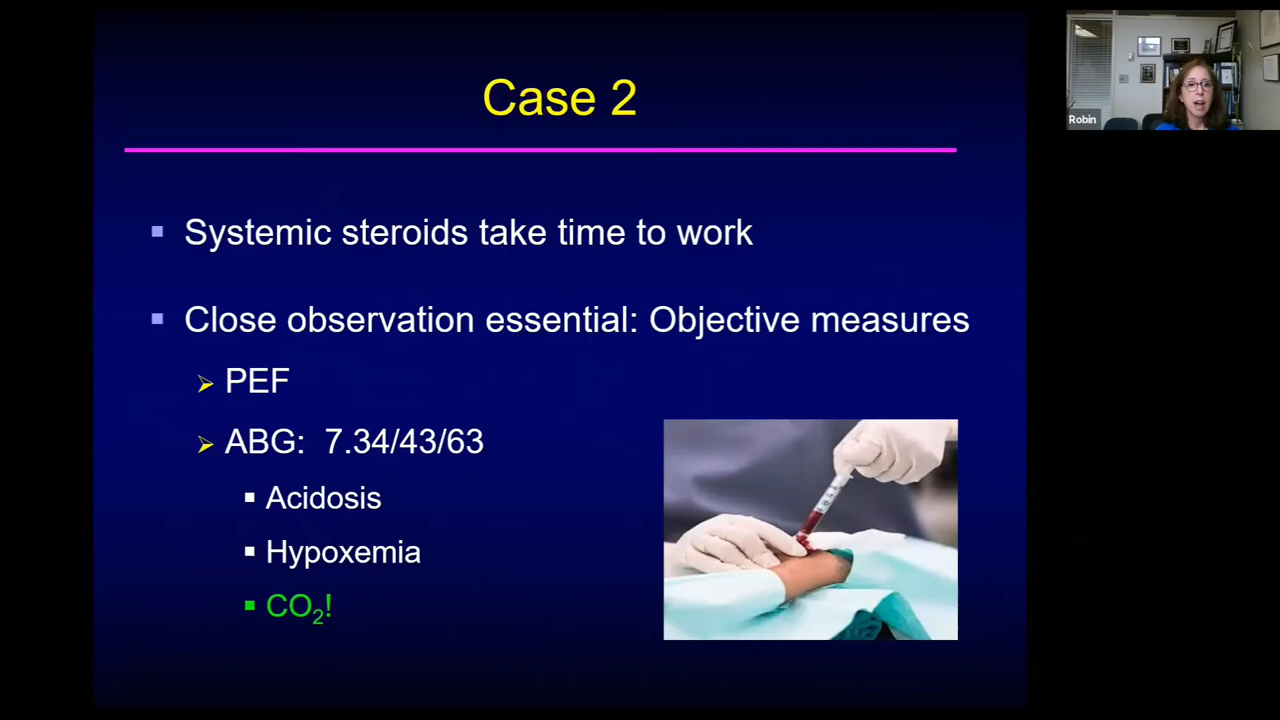 Case 2
Robin
Systemic steroids take time to work
Close observation essential: Objective measures
PEF
ABG: 7.34/43/63
Acidosis
Hypoxemia
CO₂!